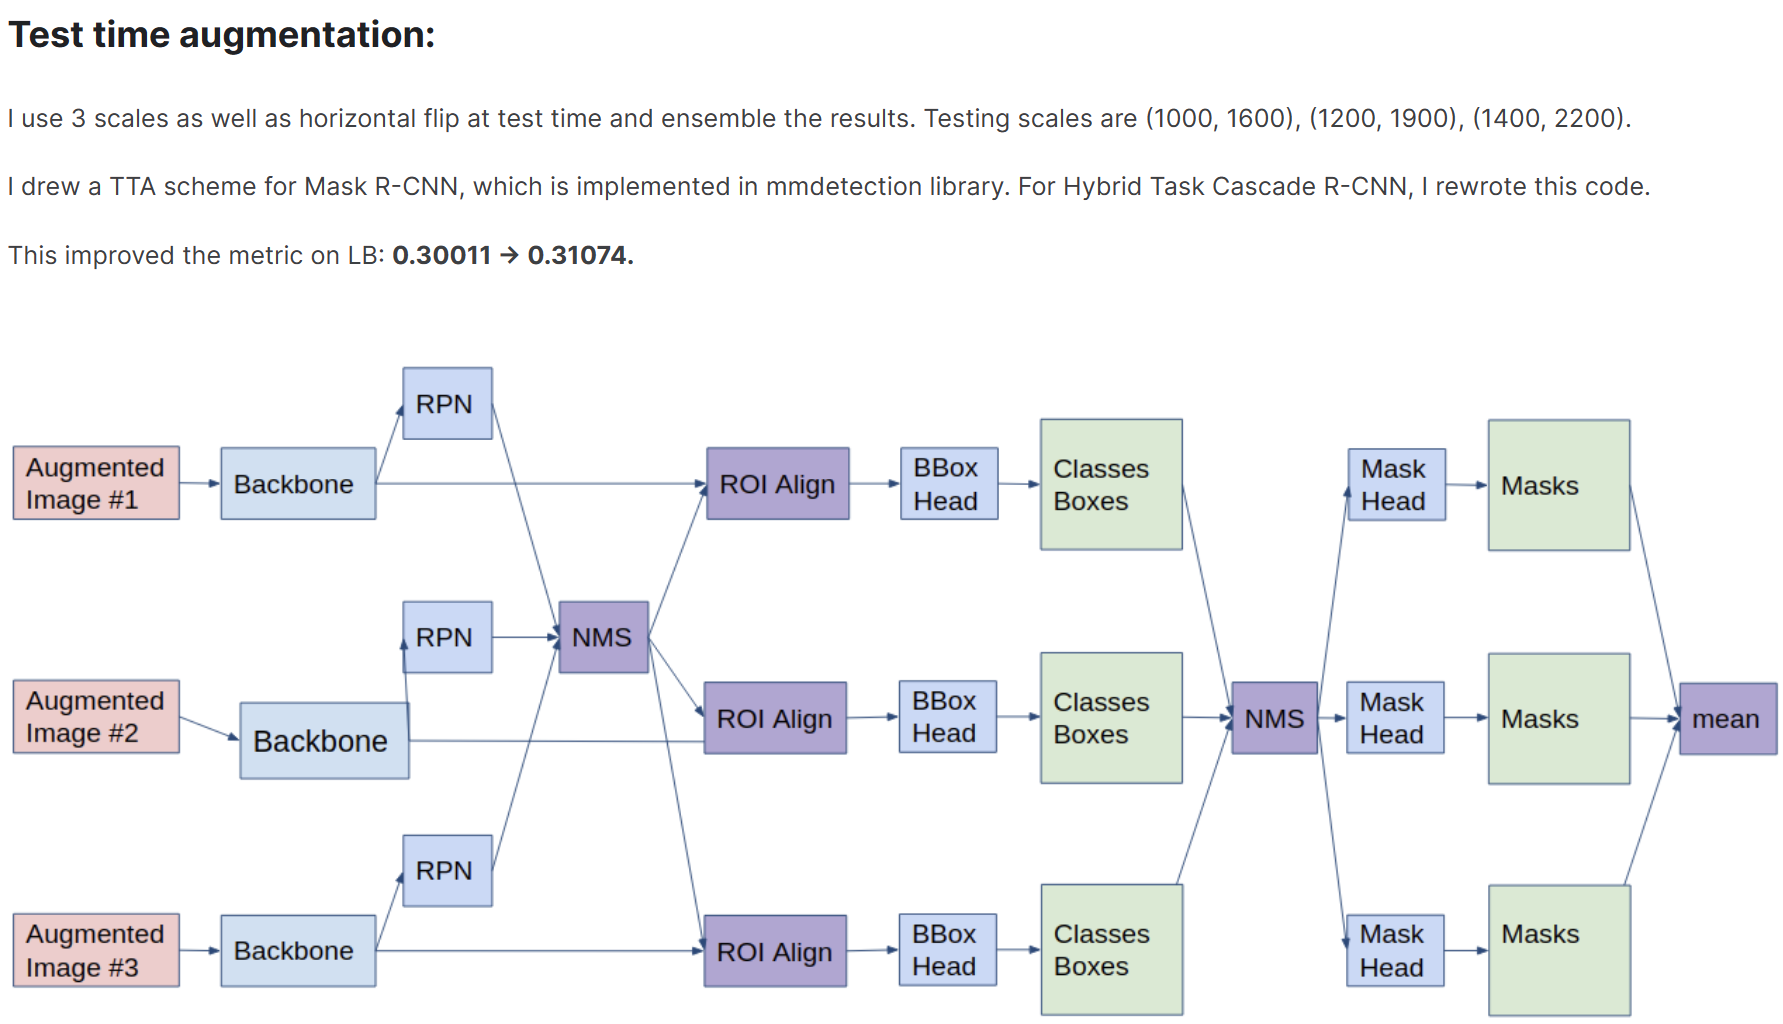 Test time augmentation:
I use 3 scales as well as horizontal flip at test time and ensemble the results. Testing scales are (1000, 1600), (1200, 1900), (1400, 2200).
I drew a TTA scheme for Mask R-CNN, which is implemented in mmdetection library. For Hybrid Task Cascade R-CNN, I rewrote this code.
This improved the metric on LB: 0.30011 → 0.31074.
RPN
Augmented
Image #1
Backbone
ROI Align
BBox
Head
Classes
Boxes
Mask
Head
Masks
RPN
NMS
Augmented
Image #2
Backbone
ROI Align
BBox
Head
Classes
Boxes
NMS
Mask
Head
Masks
mean
RPN
Augmented
Image #3
Backbone
ROI Align
BBox
Head
Classes
Boxes
Mask
Head
Masks